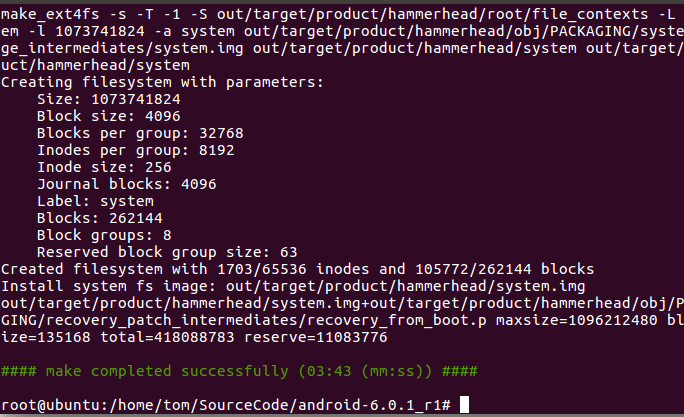 make_ext4fs -s -T -1 -S out/target/product/hammerhead/root/file_contexts -L
em -l 1073741824 -a system out/target/product/hammerhead/obj/PACKAGING/syste
ge_intermediates/system.img out/target/product/hammerhead/system out/target/
uct/hammerhead/system
Creating filesystem with parameters:
    Size: 1073741824
    Block size: 4096
    Blocks per group: 32768
    Inodes per group: 8192
    Inode size: 256
    Journal blocks: 4096
    Label: system
    Blocks: 262144
    Block groups: 8
    Reserved block group size: 63
Created filesystem with 1703/65536 inodes and 105772/262144 blocks
Install system fs image: out/target/product/hammerhead/system.img
out/target/product/hammerhead/system.img+out/target/product/hammerhead/obj/P
GING/recovery_patch_intermediates/recovery_from_boot.p maxsize=1096212480 bl
ize=135168 total=418088783 reserve=11083776
#### make completed successfully (03:43 (mm:ss)) ####
root@ubuntu:/home/tom/SourceCode/android-6.0.1_r1#